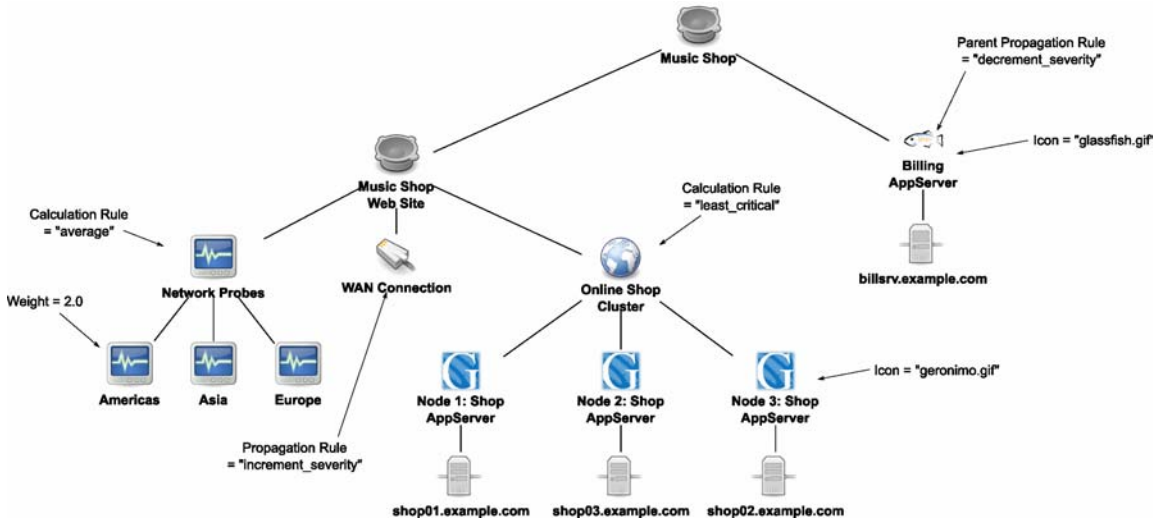 Music Shop
Parent Propagation Rule
= "decrement_severity"
Icon = "glassfish.gif"
Billing
AppServer
billsrv.example.com
Music Shop
Web Site
Calculation Rule
= "average"
Calculation Rule
= "least_critical"
Network Probes
WAN Connection
Online Shop
Cluster
Weight = 2.0
Americas
Asia
Europe
Node 1: Shop
AppServer
Node 2: Shop
AppServer
Node 3: Shop
AppServer
Icon = "geronimo.gif"
Propagation Rule
= "increment_severity"
shop01.example.com
shop03.example.com
shop02.example.com
G
G
G